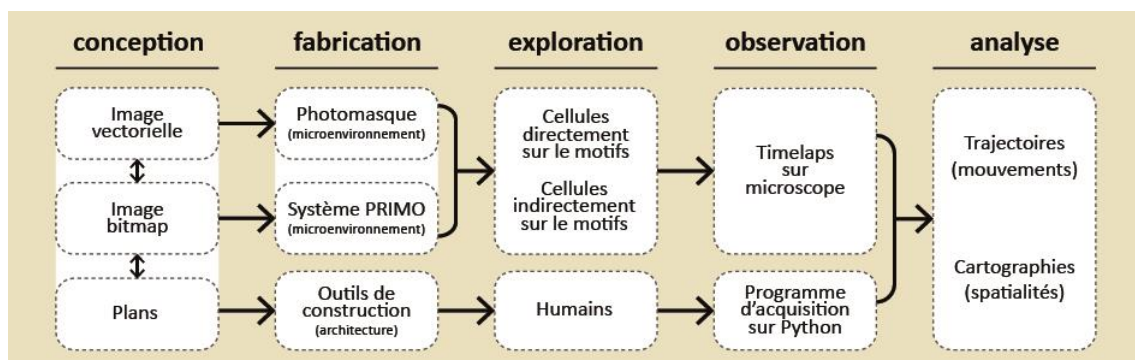 conception
fabrication
exploration
observation
analyse
Image
vectorielle
Photomasque
(microenvironnement)
Cellules
directement
sur le motifs
Cellules
indirectement
sur le motifs
Timelaps
sur
microscope
Trajectoires
(mouvements)
Image
bitmap
Système PRIMO
(microenvironnement)
Cartographies
(spatialités)
Plans
Outils de
construction
(architecture)
Humains
Programme
d'acquisition
sur Python